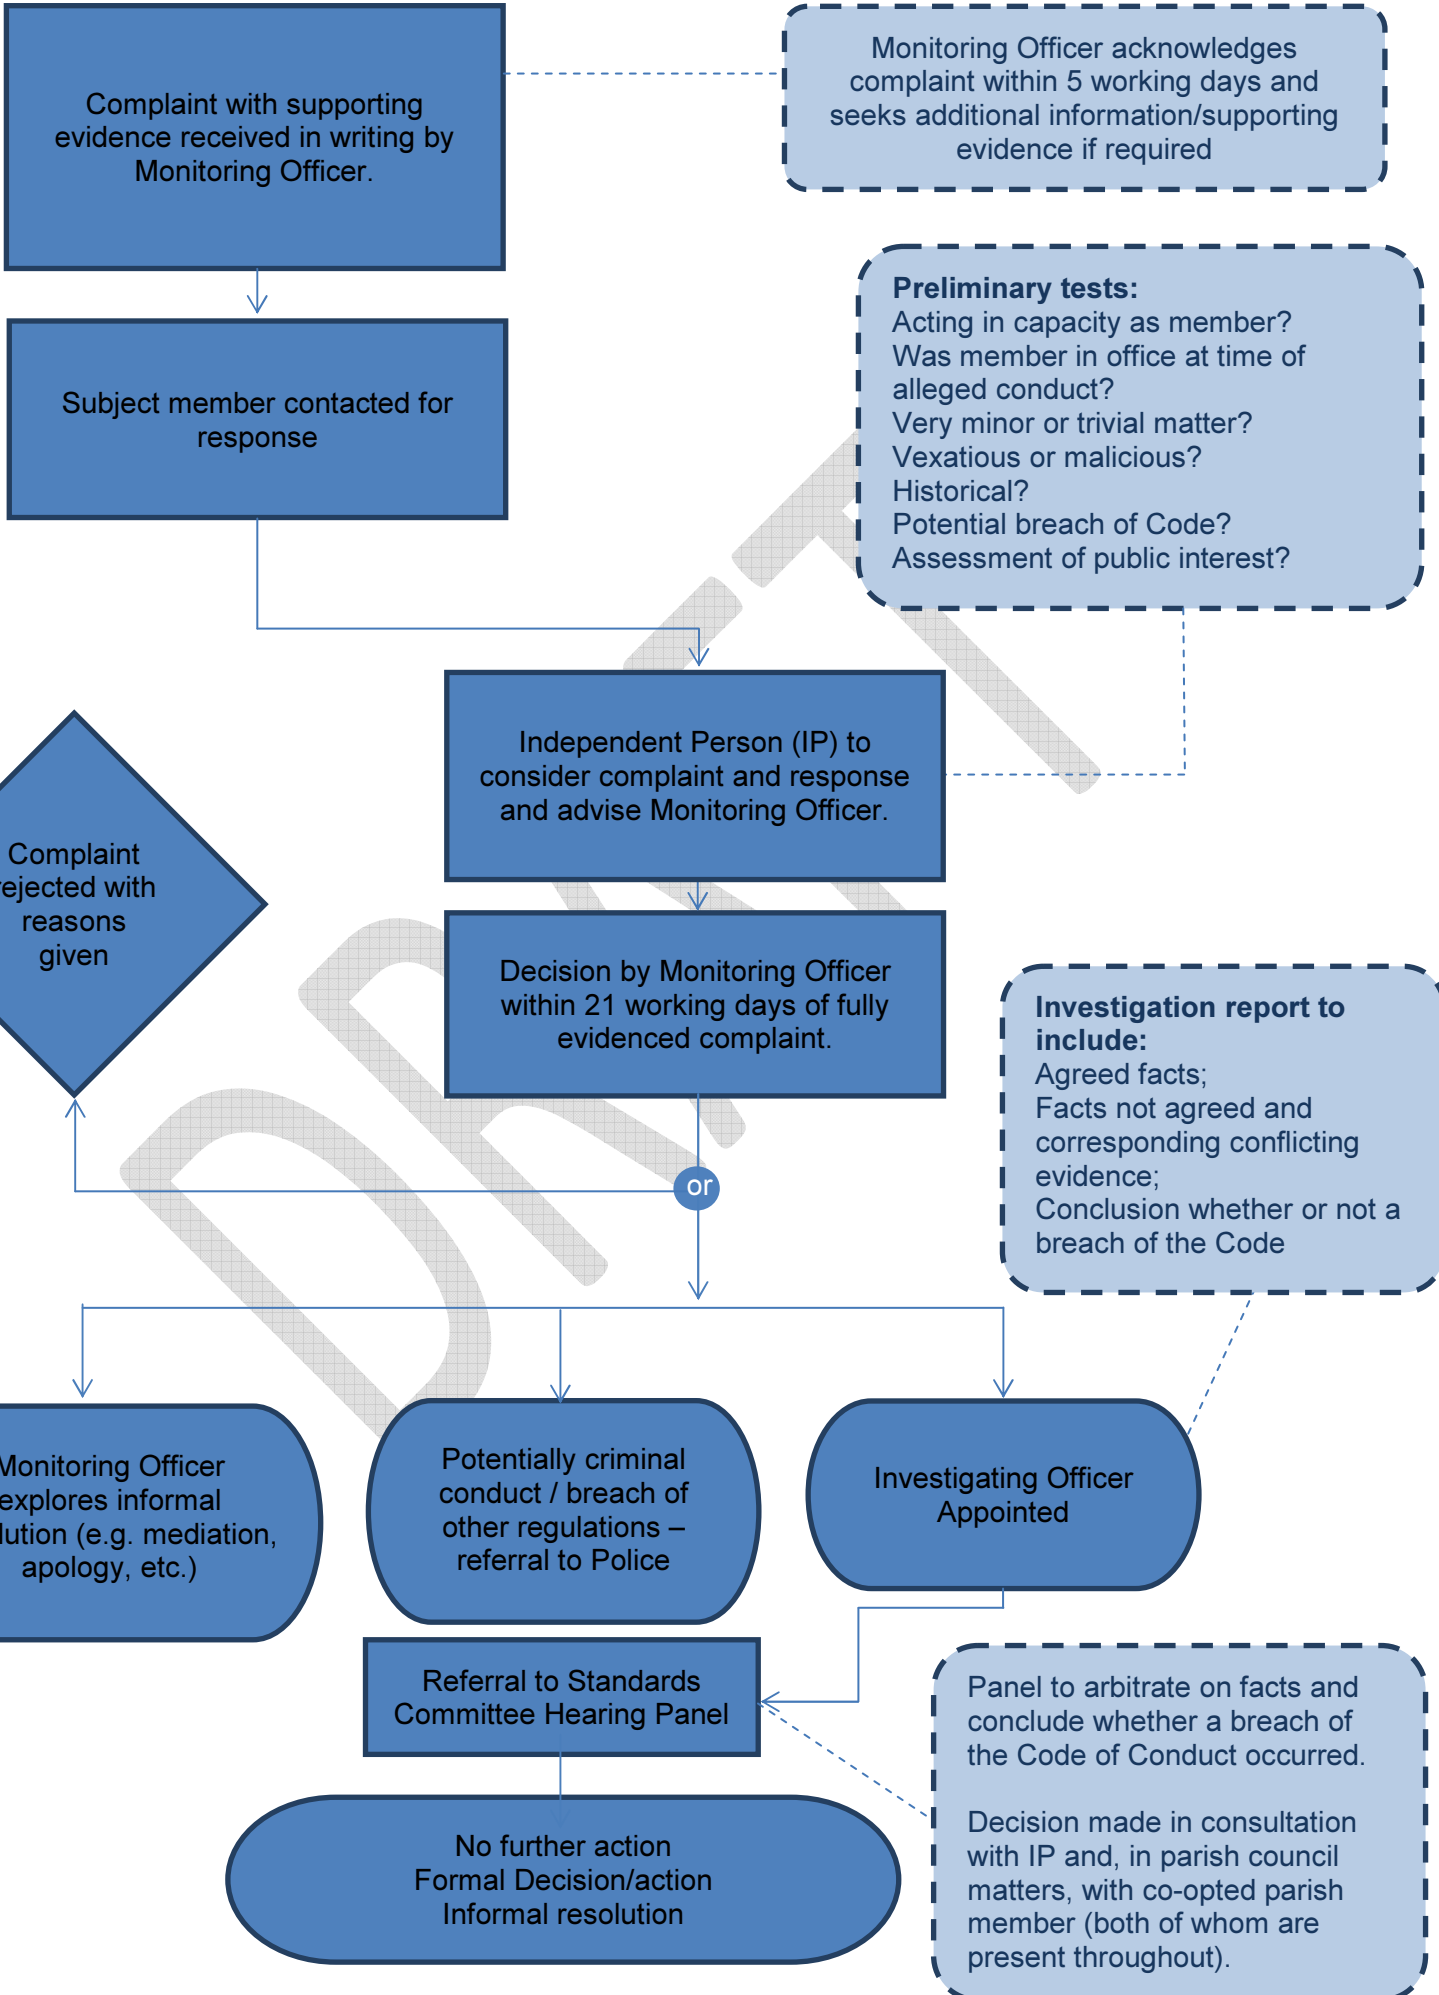 Complaint with supporting
evidence received in writing by
Monitoring Officer.
Monitoring Officer acknowledges
complaint within 5 working days and
seeks additional information/supporting
evidence if required
Subject member contacted for
response
Preliminary tests:
Acting in capacity as member?
Was member in office at time of
alleged conduct?
Very minor or trivial matter?
Vexatious or malicious?
Historical?
Potential breach of Code?
Assessment of public interest?
Independent Person (IP) to
consider complaint and response
and advise Monitoring Officer.
Complaint
rejected with
reasons
given
Decision by Monitoring Officer
within 21 working days of fully
evidenced complaint.
or
Investigation report to
include:
Agreed facts;
Facts not agreed and
corresponding conflicting
evidence;
Conclusion whether or not a
breach of the Code
Monitoring Officer
explores informal
lution (e.g. mediation,
apology, etc.)
Potentially criminal
conduct / breach of
other regulations –
referral to Police
Investigating Officer
Appointed
Referral to Standards
Committee Hearing Panel
Panel to arbitrate on facts and
conclude whether a breach of
the Code of Conduct occurred.
Decision made in consultation
with IP and, in parish council
matters, with co-opted parish
member (both of whom are
present throughout).
No further action
Formal Decision/action
Informal resolution
DRAFT